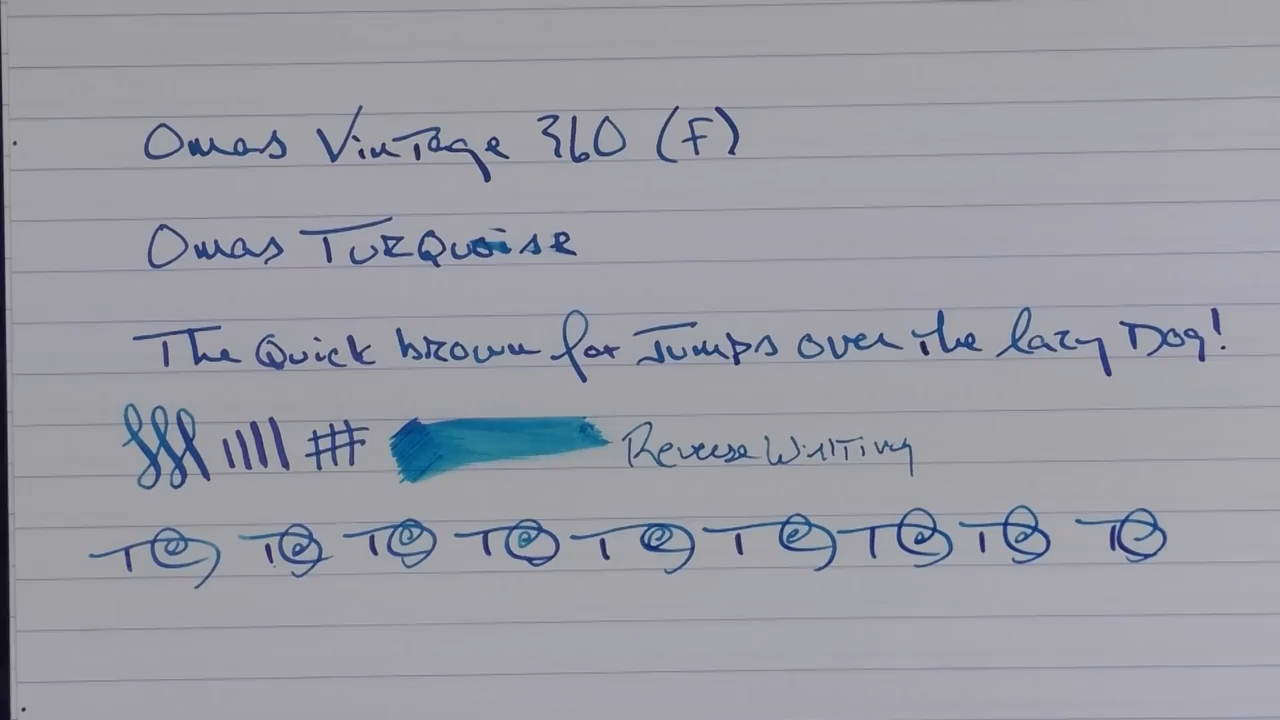 Omas Vintage 360 (F)
Omas Turquoise
The Quick brown fox Jumps over the lazy Dog!
Reverse Writing